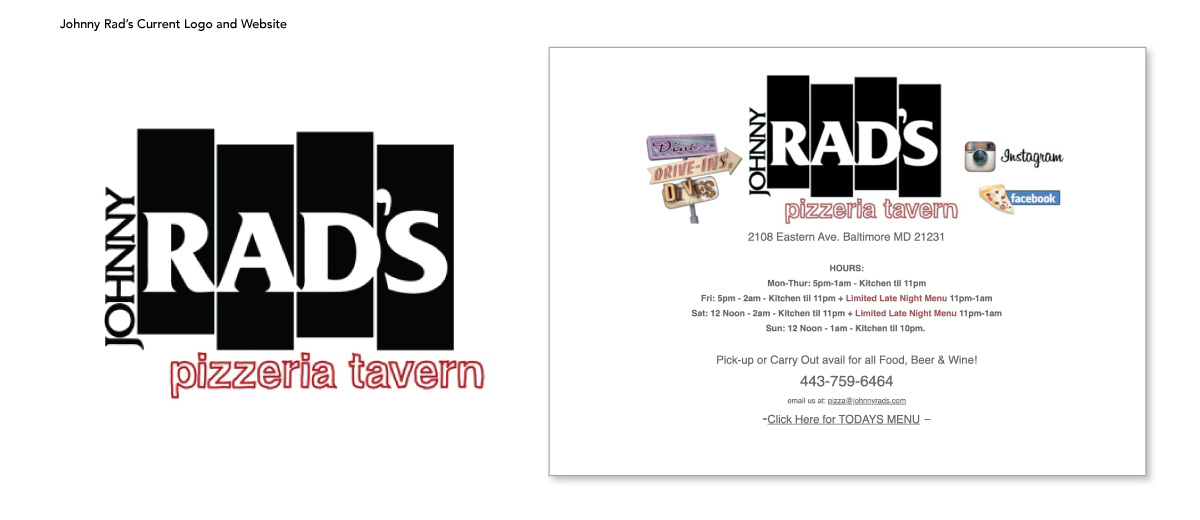 Johnny Rad's Current Logo and Website
JOHNNY
RAD'S
pizzeria tavern
Diners
DRIVE-INS,
DIVES
JOHNNY
RAD'S
pizzeria tavern
Instagram
facebook
2108 Eastern Ave. Baltimore MD 21231
HOURS:
Mon-Thur: 5pm-1am - Kitchen til 11pm
Fri: 5pm - 2am - Kitchen til 11pm + Limited Late Night Menu 11pm-1am
Sat: 12 Noon - 2am - Kitchen til 11pm + Limited Late Night Menu 11pm-1am
Sun: 12 Noon - 1am - Kitchen til 10pm.
Pick-up or Carry Out avail for all Food, Beer & Wine!
443-759-6464
email us at: pizza@johnnyrads.com
-Click Here for TODAYS MENU –